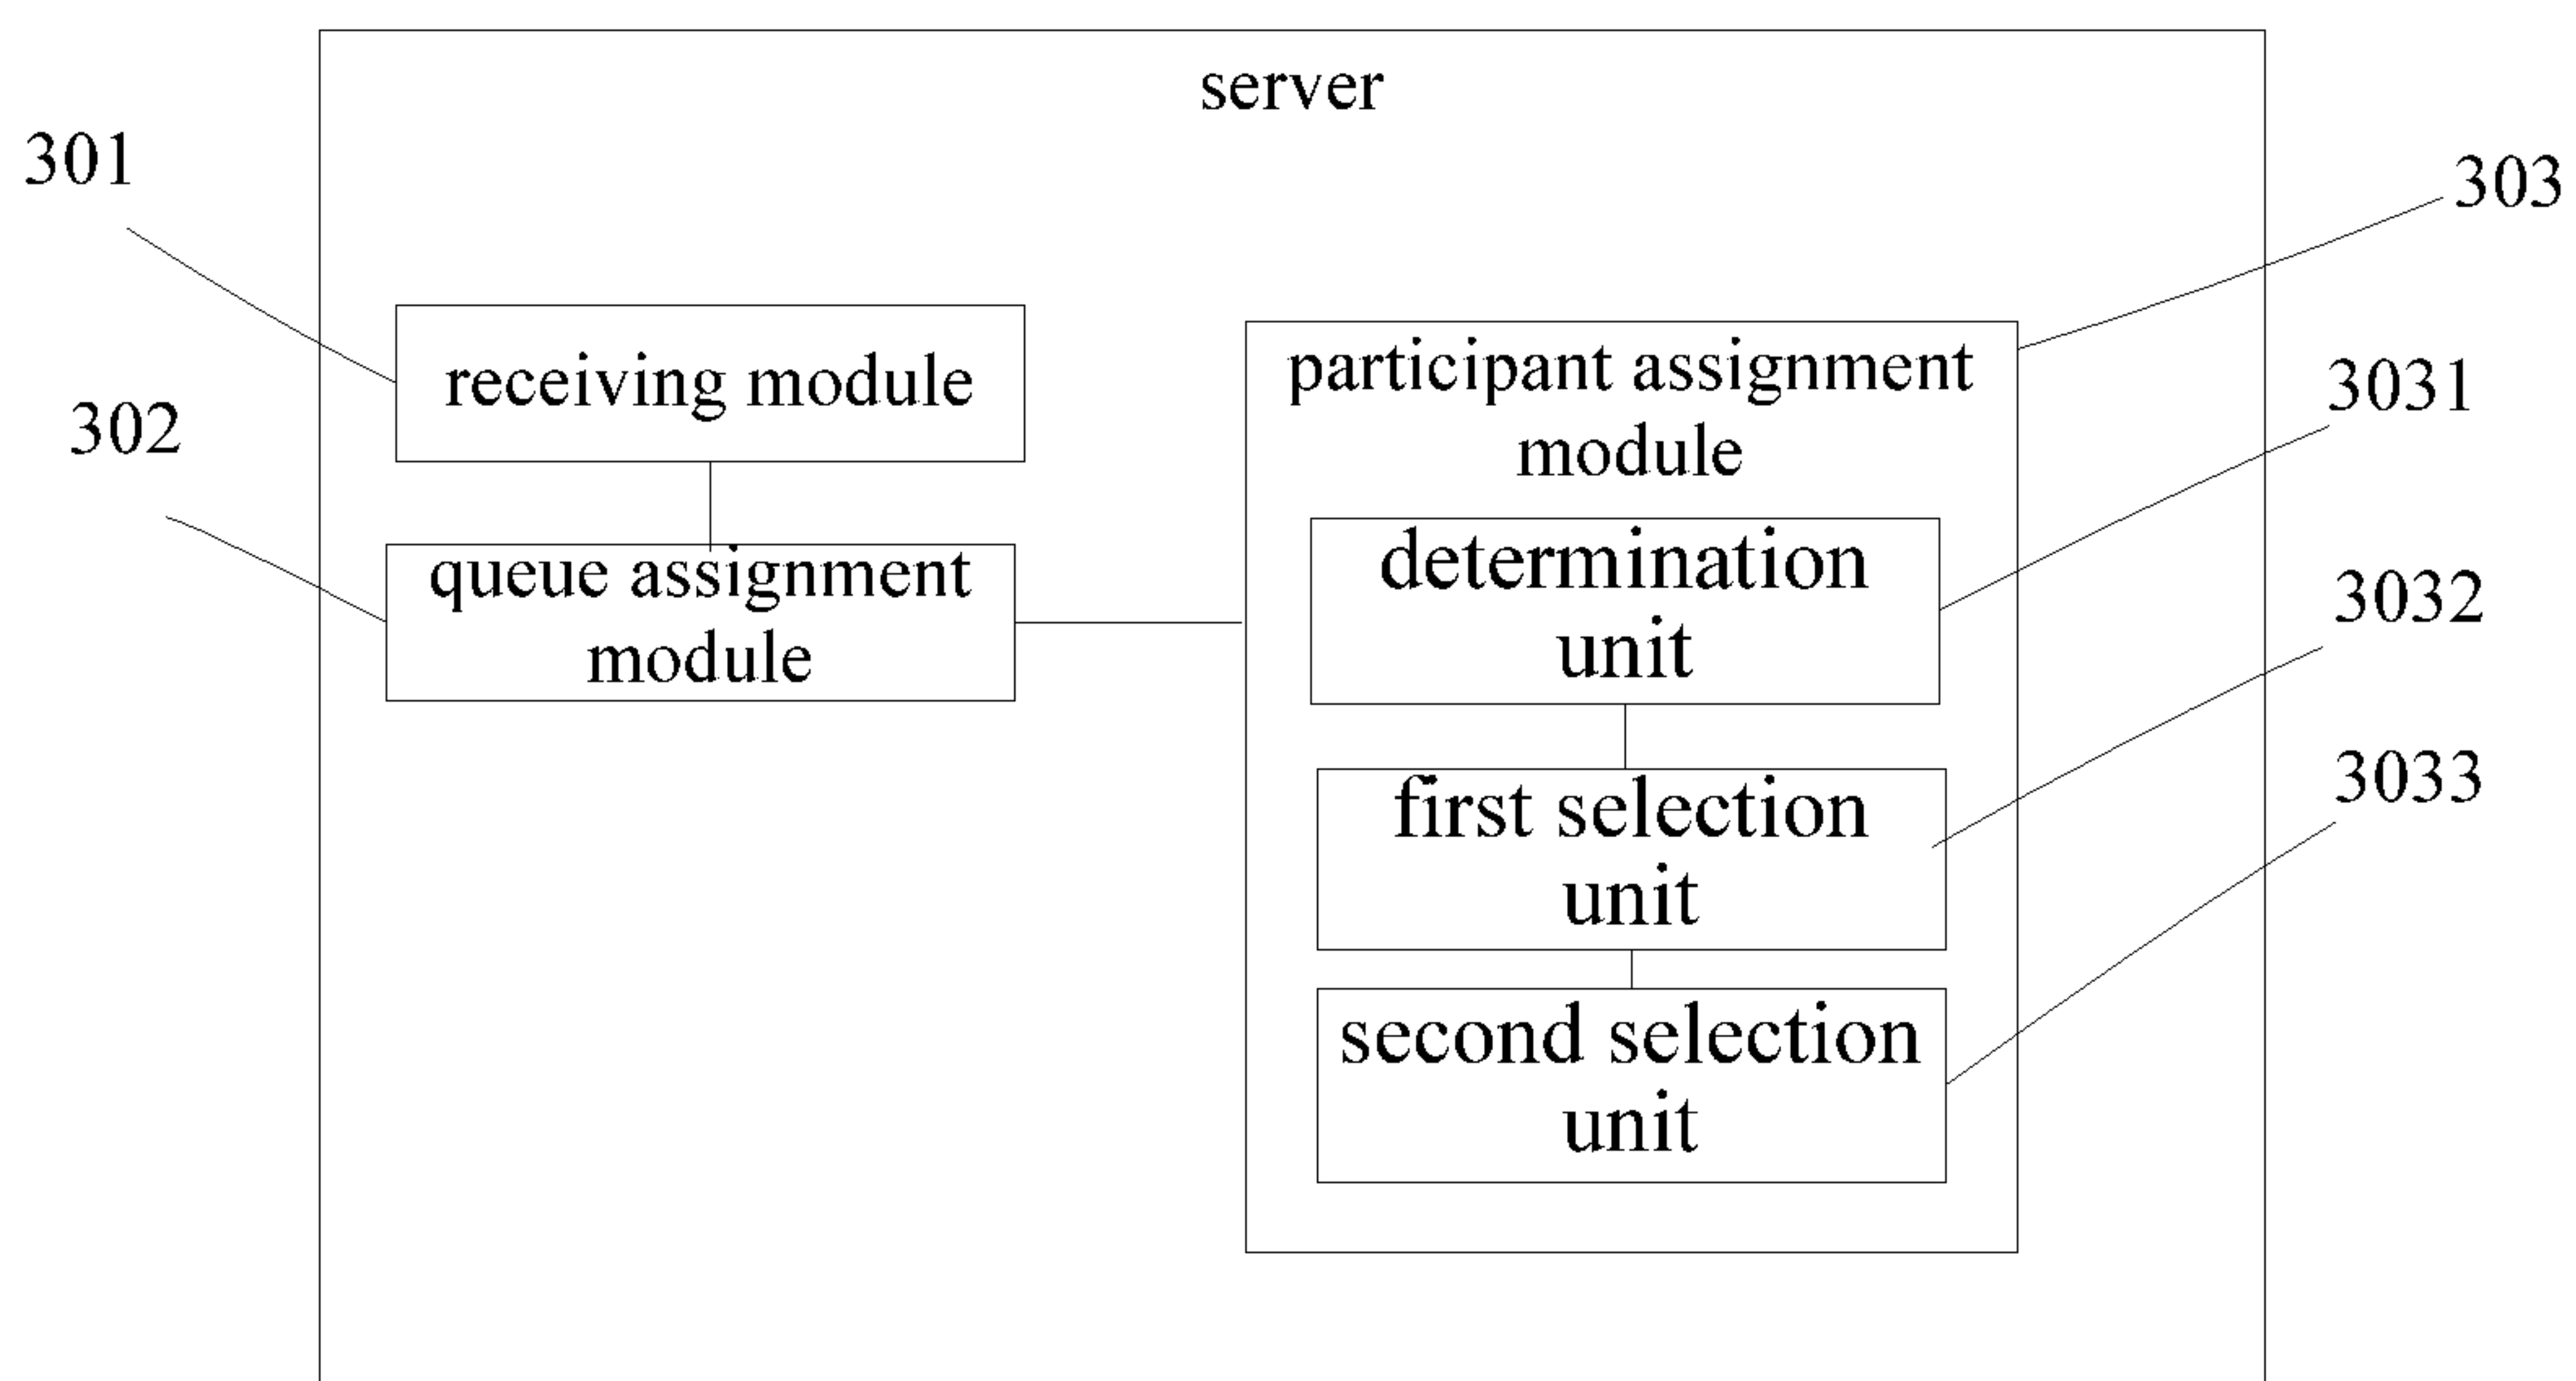 server
301
303
receiving module
participant assignment
module
3031
302
determination
unit
queue assignment
module
3032
first selection
unit
3033
second selection
unit